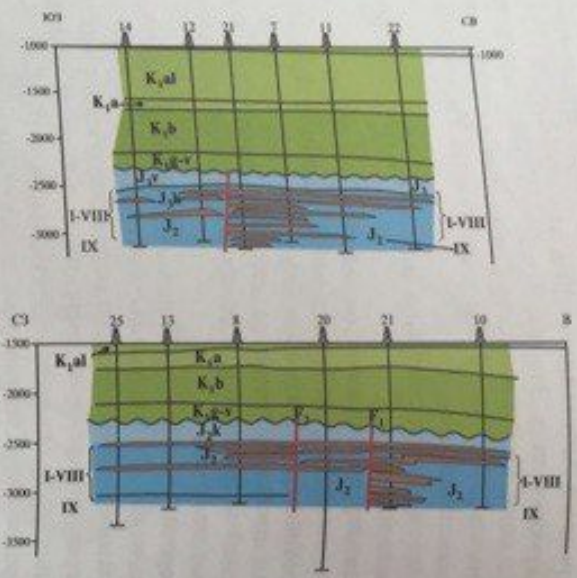 ЮЗ СВ
14 12 21 7 11 22
-1000 -1000
K₁al
-1500
K₁a
K₁b
-2000
K₁g-v
J₃v J₃
-2500
J₃k
I-VIII I-VIII
J₂ J₂
-3000
IX IX
СЗ В
25 13 8 20 21 10
-1500
K₁al K₁a
-2000
K₁b
K₁g-v F₂ F₁
J₃k
-2500
J₂
I-VIII I-VIII
J₂ J₂
-3000
IX IX
-3500